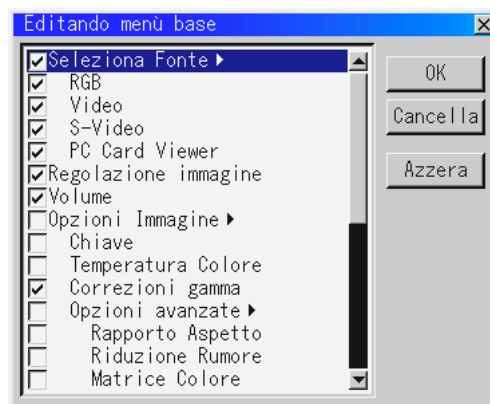 Editando menù base
Seleziona Fonte
RGB
Video
S-Video
PC Card Viewer
Regolazione immagine
Volume
Opzioni Immagine
Chiave
Temperatura Colore
Correzioni gamma
Opzioni avanzate
Rapporto Aspetto
Riduzione Rumore
Matrice Colore
OK
Cancella
Azzera